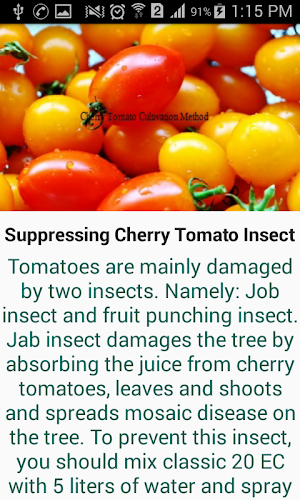 2 91% 1:15 PM
Cherry Tomato Cultivation Method
Suppressing Cherry Tomato Insect
Tomatoes are mainly damaged
by two insects. Namely: Job
insect and fruit punching insect.
Jab insect damages the tree by
absorbing the juice from cherry
tomatoes, leaves and shoots
and spreads mosaic disease on
the tree. To prevent this insect,
you should mix classic 20 EC
with 5 liters of water and spray